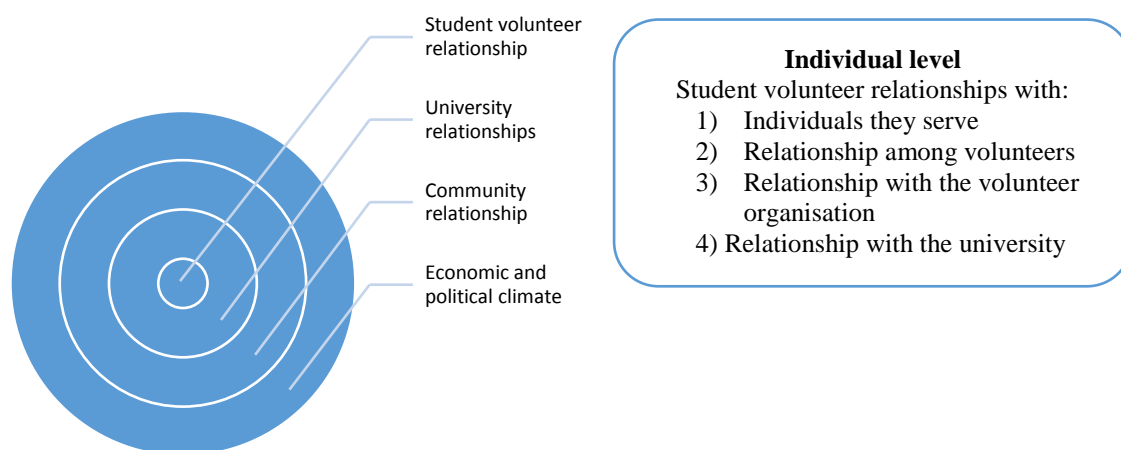 Student volunteer
relationship
University
relationships
Community
relationship
Economic and
political climate
Individual level
Student volunteer relationships with:
1) Individuals they serve
2) Relationship among volunteers
3) Relationship with the volunteer
organisation
4) Relationship with the university